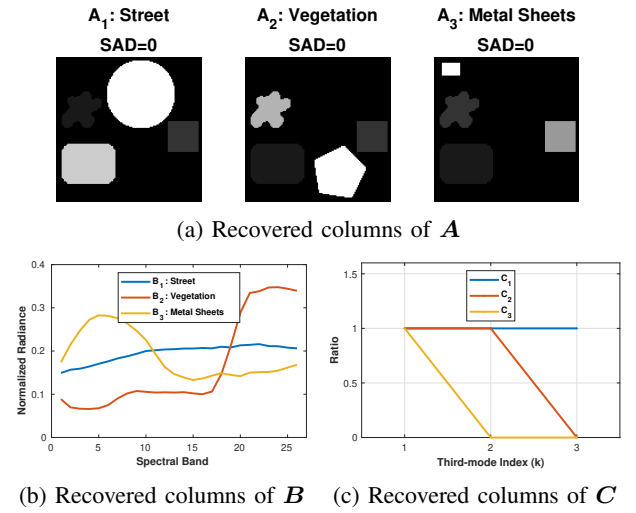 A1: Street
SAD=0
A2: Vegetation
SAD=0
A3: Metal Sheets
SAD=0
(a) Recovered columns of A
0.4
0.3
0.2
0.1
0
Normalized Radiance
B1: Street
B2: Vegetation
B3: Metal Sheets
0 5 10 15 20 25
Spectral Band
(b) Recovered columns of B
1.5
1
0.5
0
Ratio
C1
C2
C3
1 2 3
Third-mode Index (k)
(c) Recovered columns of C